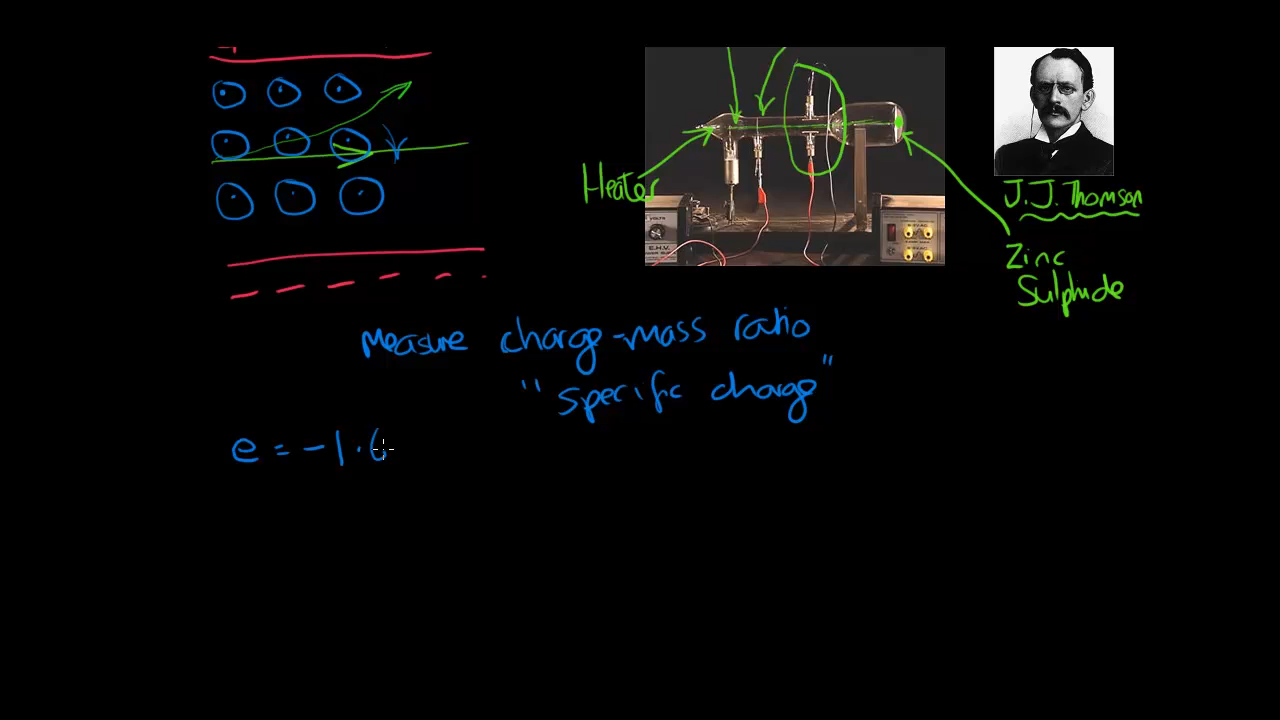 Heater
J.J. Thomson
Zinc
Sulphide
Measure charge-mass ratio
"specific charge"
e = -1.6